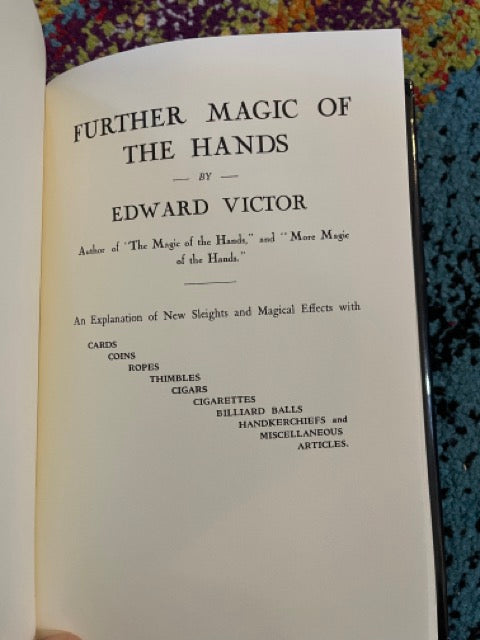 FURTHER MAGIC OF
THE HANDS
— BY —
EDWARD VICTOR
Author of "The Magic of the Hands," and "More Magic
of the Hands."
An Explanation of New Sleights and Magical Effects with
CARDS
COINS
ROPES
THIMBLES
CIGARS
CIGARETTES
BILLIARD BALLS
HANDKERCHIEFS and
MISCELLANEOUS
ARTICLES.